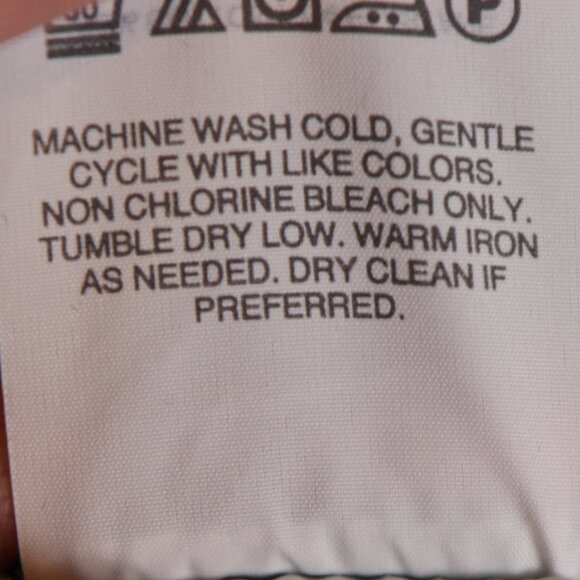 30
P
MACHINE WASH COLD, GENTLE
CYCLE WITH LIKE COLORS.
NON CHLORINE BLEACH ONLY.
TUMBLE DRY LOW. WARM IRON
AS NEEDED. DRY CLEAN IF
PREFERRED.